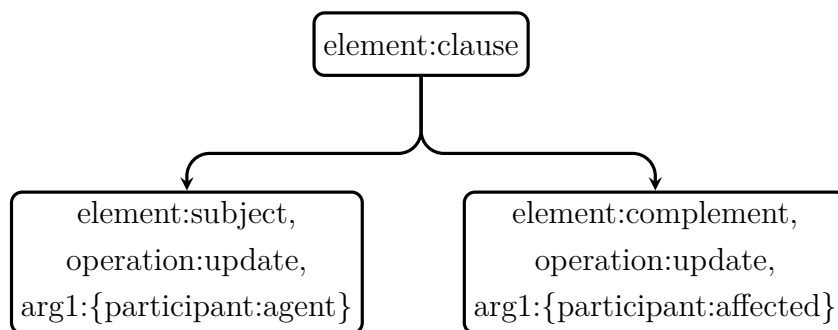 element:clause
element:subject,
operation:update,
arg1:{participant:agent}
element:complement,
operation:update,
arg1:{participant:affected}